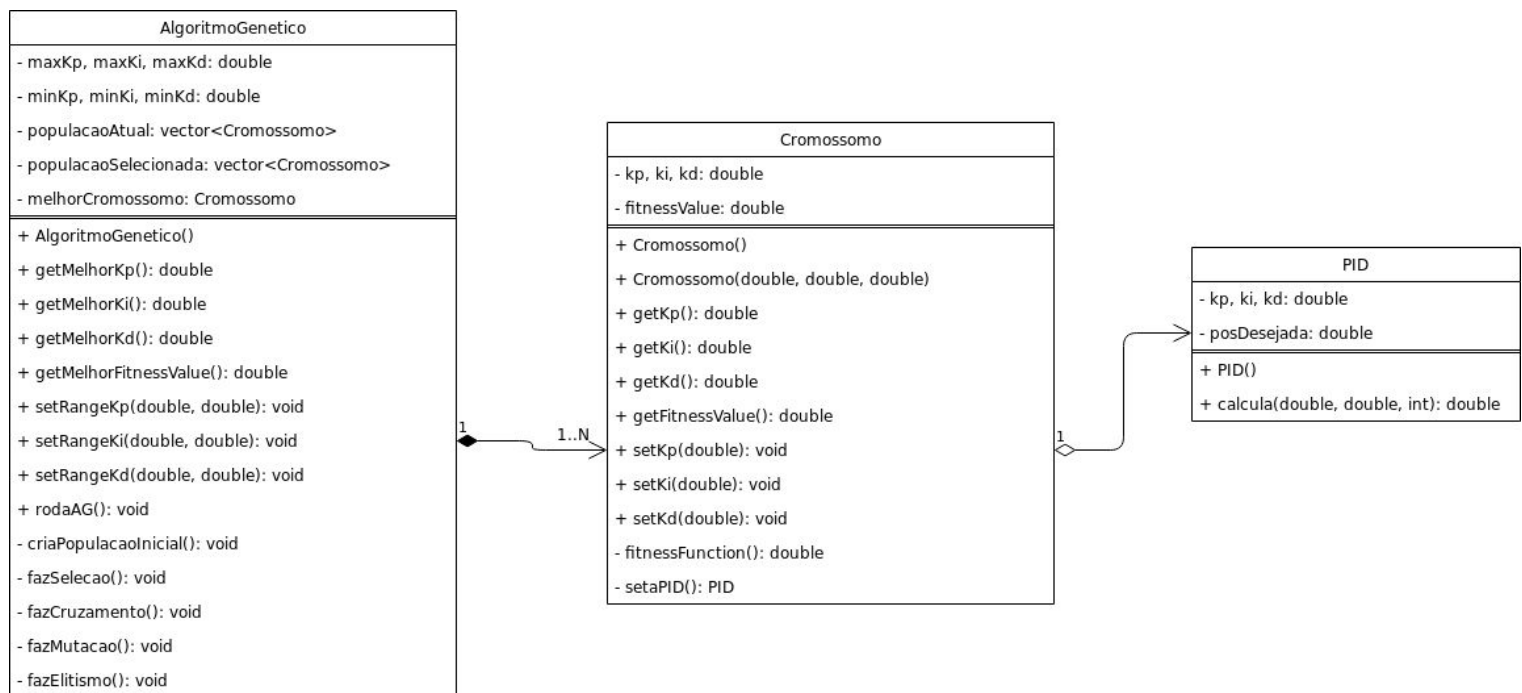 AlgoritmoGenetico
- maxKp, maxKi, maxKd: double
- minKp, minKi, minKd: double
- populacaoAtual: vector<Cromossomo>
- populacaoSelecionada: vector<Cromossomo>
- melhorCromossomo: Cromossomo
+ AlgoritmoGenetico()
+ getMelhorKp(): double
+ getMelhorKi(): double
+ getMelhorKd(): double
+ getMelhorFitnessValue(): double
+ setRangeKp(double, double): void
+ setRangeKi(double, double): void
+ setRangeKd(double, double): void
+ rodaAG(): void
- criaPopulacaoInicial(): void
- fazSelecao(): void
- fazCruzamento(): void
- fazMutacao(): void
- fazElitismo(): void
1
1..N
Cromossomo
- kp, ki, kd: double
- fitnessValue: double
+ Cromossomo()
+ Cromossomo(double, double, double)
+ getKp(): double
+ getKi(): double
+ getKd(): double
+ getFitnessValue(): double
+ setKp(double): void
+ setKi(double): void
+ setKd(double): void
- fitnessFunction(): double
- setaPID(): PID
1
PID
- kp, ki, kd: double
- posDesejada: double
+ PID()
+ calcula(double, double, int): double